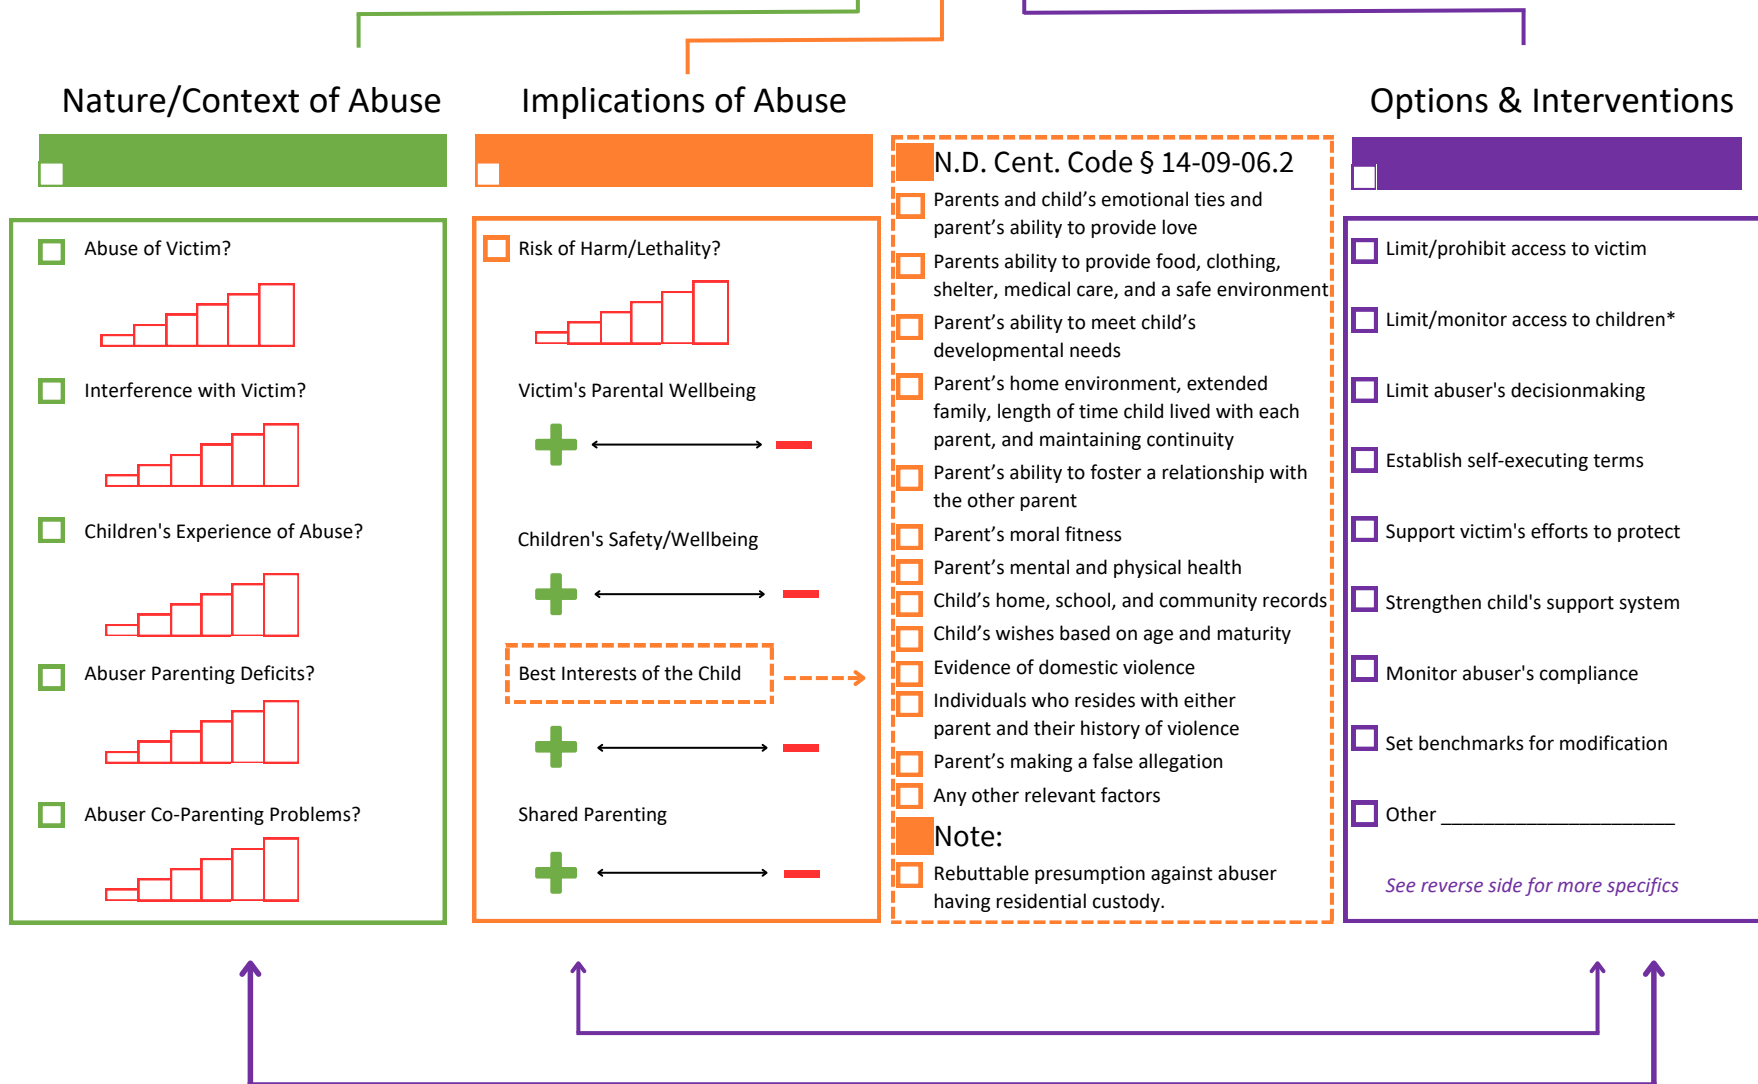 Nature/Context of Abuse
Abuse of Victim?
Interference with Victim?
Children's Experience of Abuse?
Abuser Parenting Deficits?
Abuser Co-Parenting Problems?
Implications of Abuse
Risk of Harm/Lethality?
Victim's Parental Wellbeing
Children's Safety/Wellbeing
Best Interests of the Child
Shared Parenting
N.D. Cent. Code § 14-09-06.2
Parents and child’s emotional ties and
parent’s ability to provide love
Parents ability to provide food, clothing,
shelter, medical care, and a safe environment
Parent’s ability to meet child’s
developmental needs
Parent’s home environment, extended
family, length of time child lived with each
parent, and maintaining continuity
Parent’s ability to foster a relationship with
the other parent
Parent’s moral fitness
Parent’s mental and physical health
Child’s home, school, and community records
Child’s wishes based on age and maturity
Evidence of domestic violence
Individuals who resides with either
parent and their history of violence
Parent’s making a false allegation
Any other relevant factors
Note:
Rebuttable presumption against abuser
having residential custody.
Options & Interventions
Limit/prohibit access to victim
Limit/monitor access to children*
Limit abuser's decisionmaking
Establish self-executing terms
Support victim's efforts to protect
Strengthen child's support system
Monitor abuser's compliance
Set benchmarks for modification
Other ______________________
See reverse side for more specifics